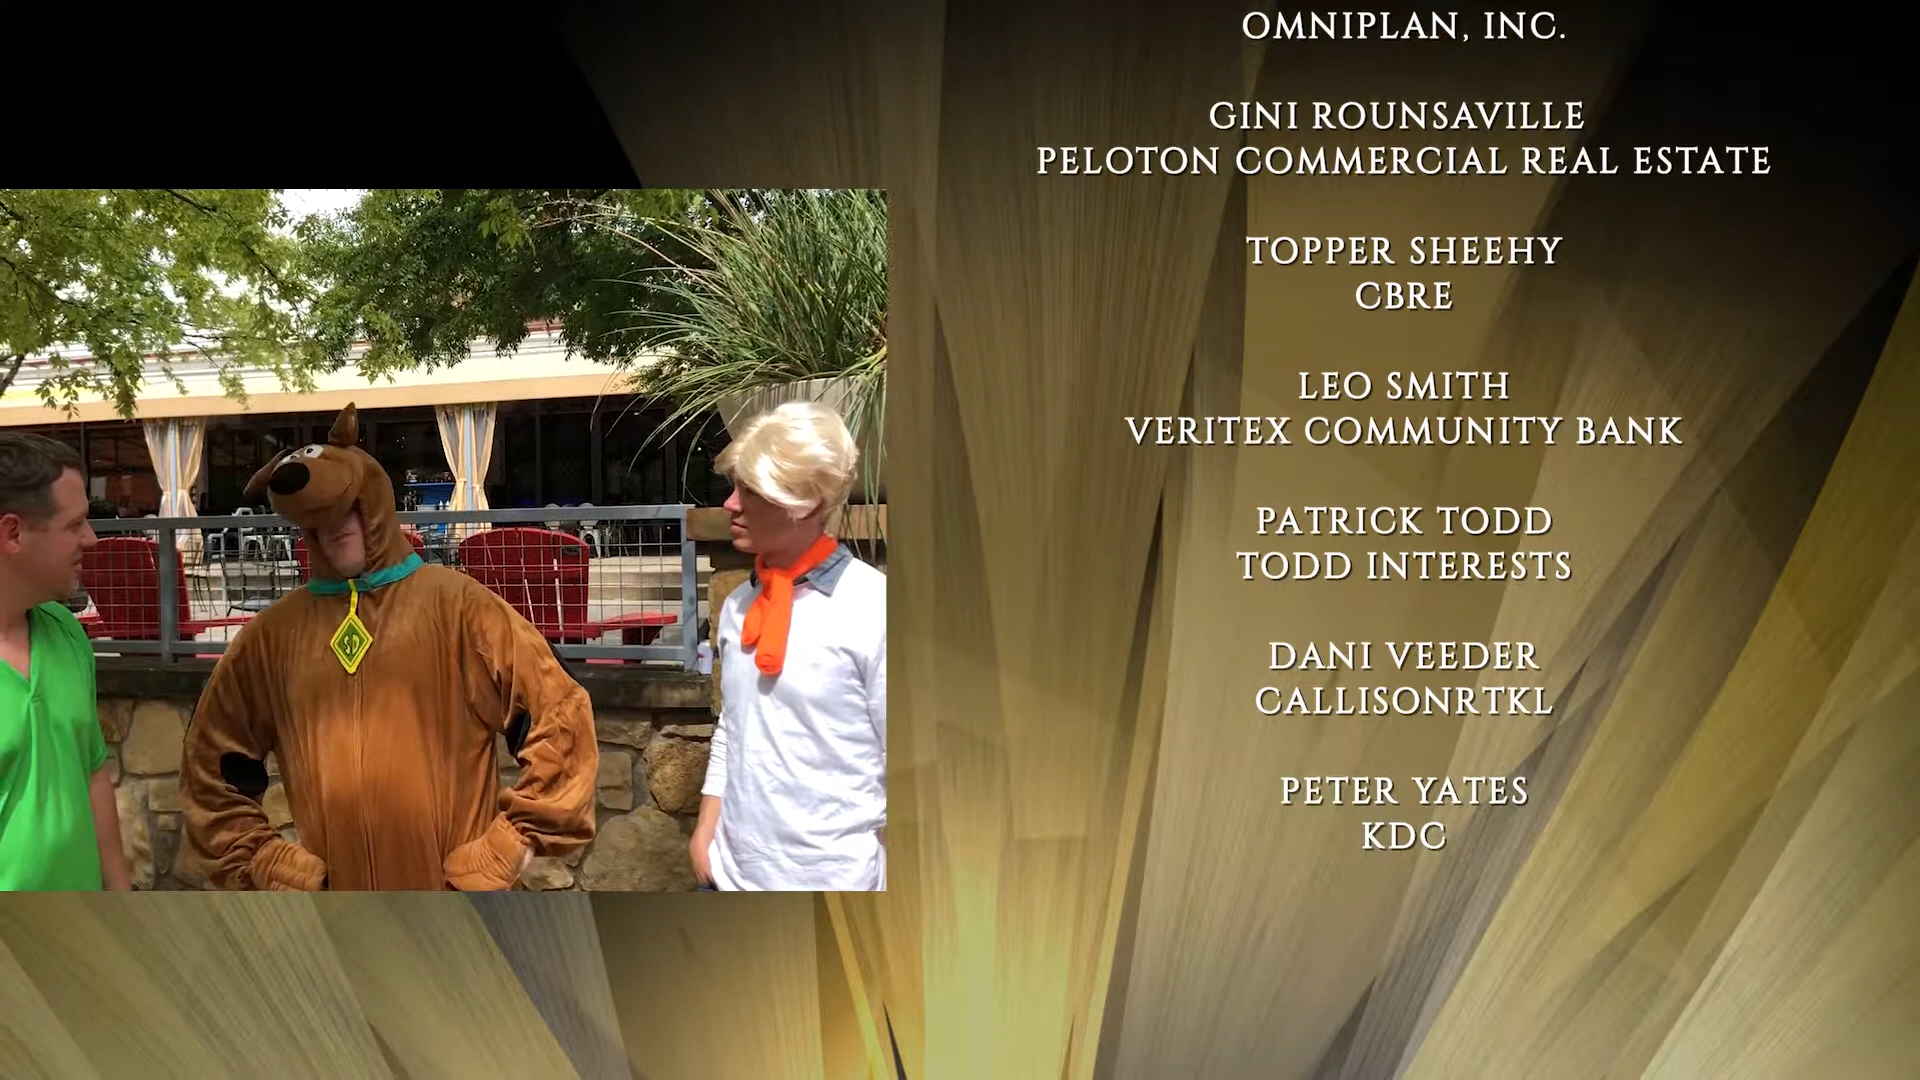 OMNIPLAN, INC.
GINI ROUNSAVILLE
PELOTON COMMERCIAL REAL ESTATE
TOPPER SHEEHY
CBRE
LEO SMITH
VERITEX COMMUNITY BANK
PATRICK TODD
TODD INTERESTS
DANI VEEDER
CALLISONRTKL
PETER YATES
KDC
SD